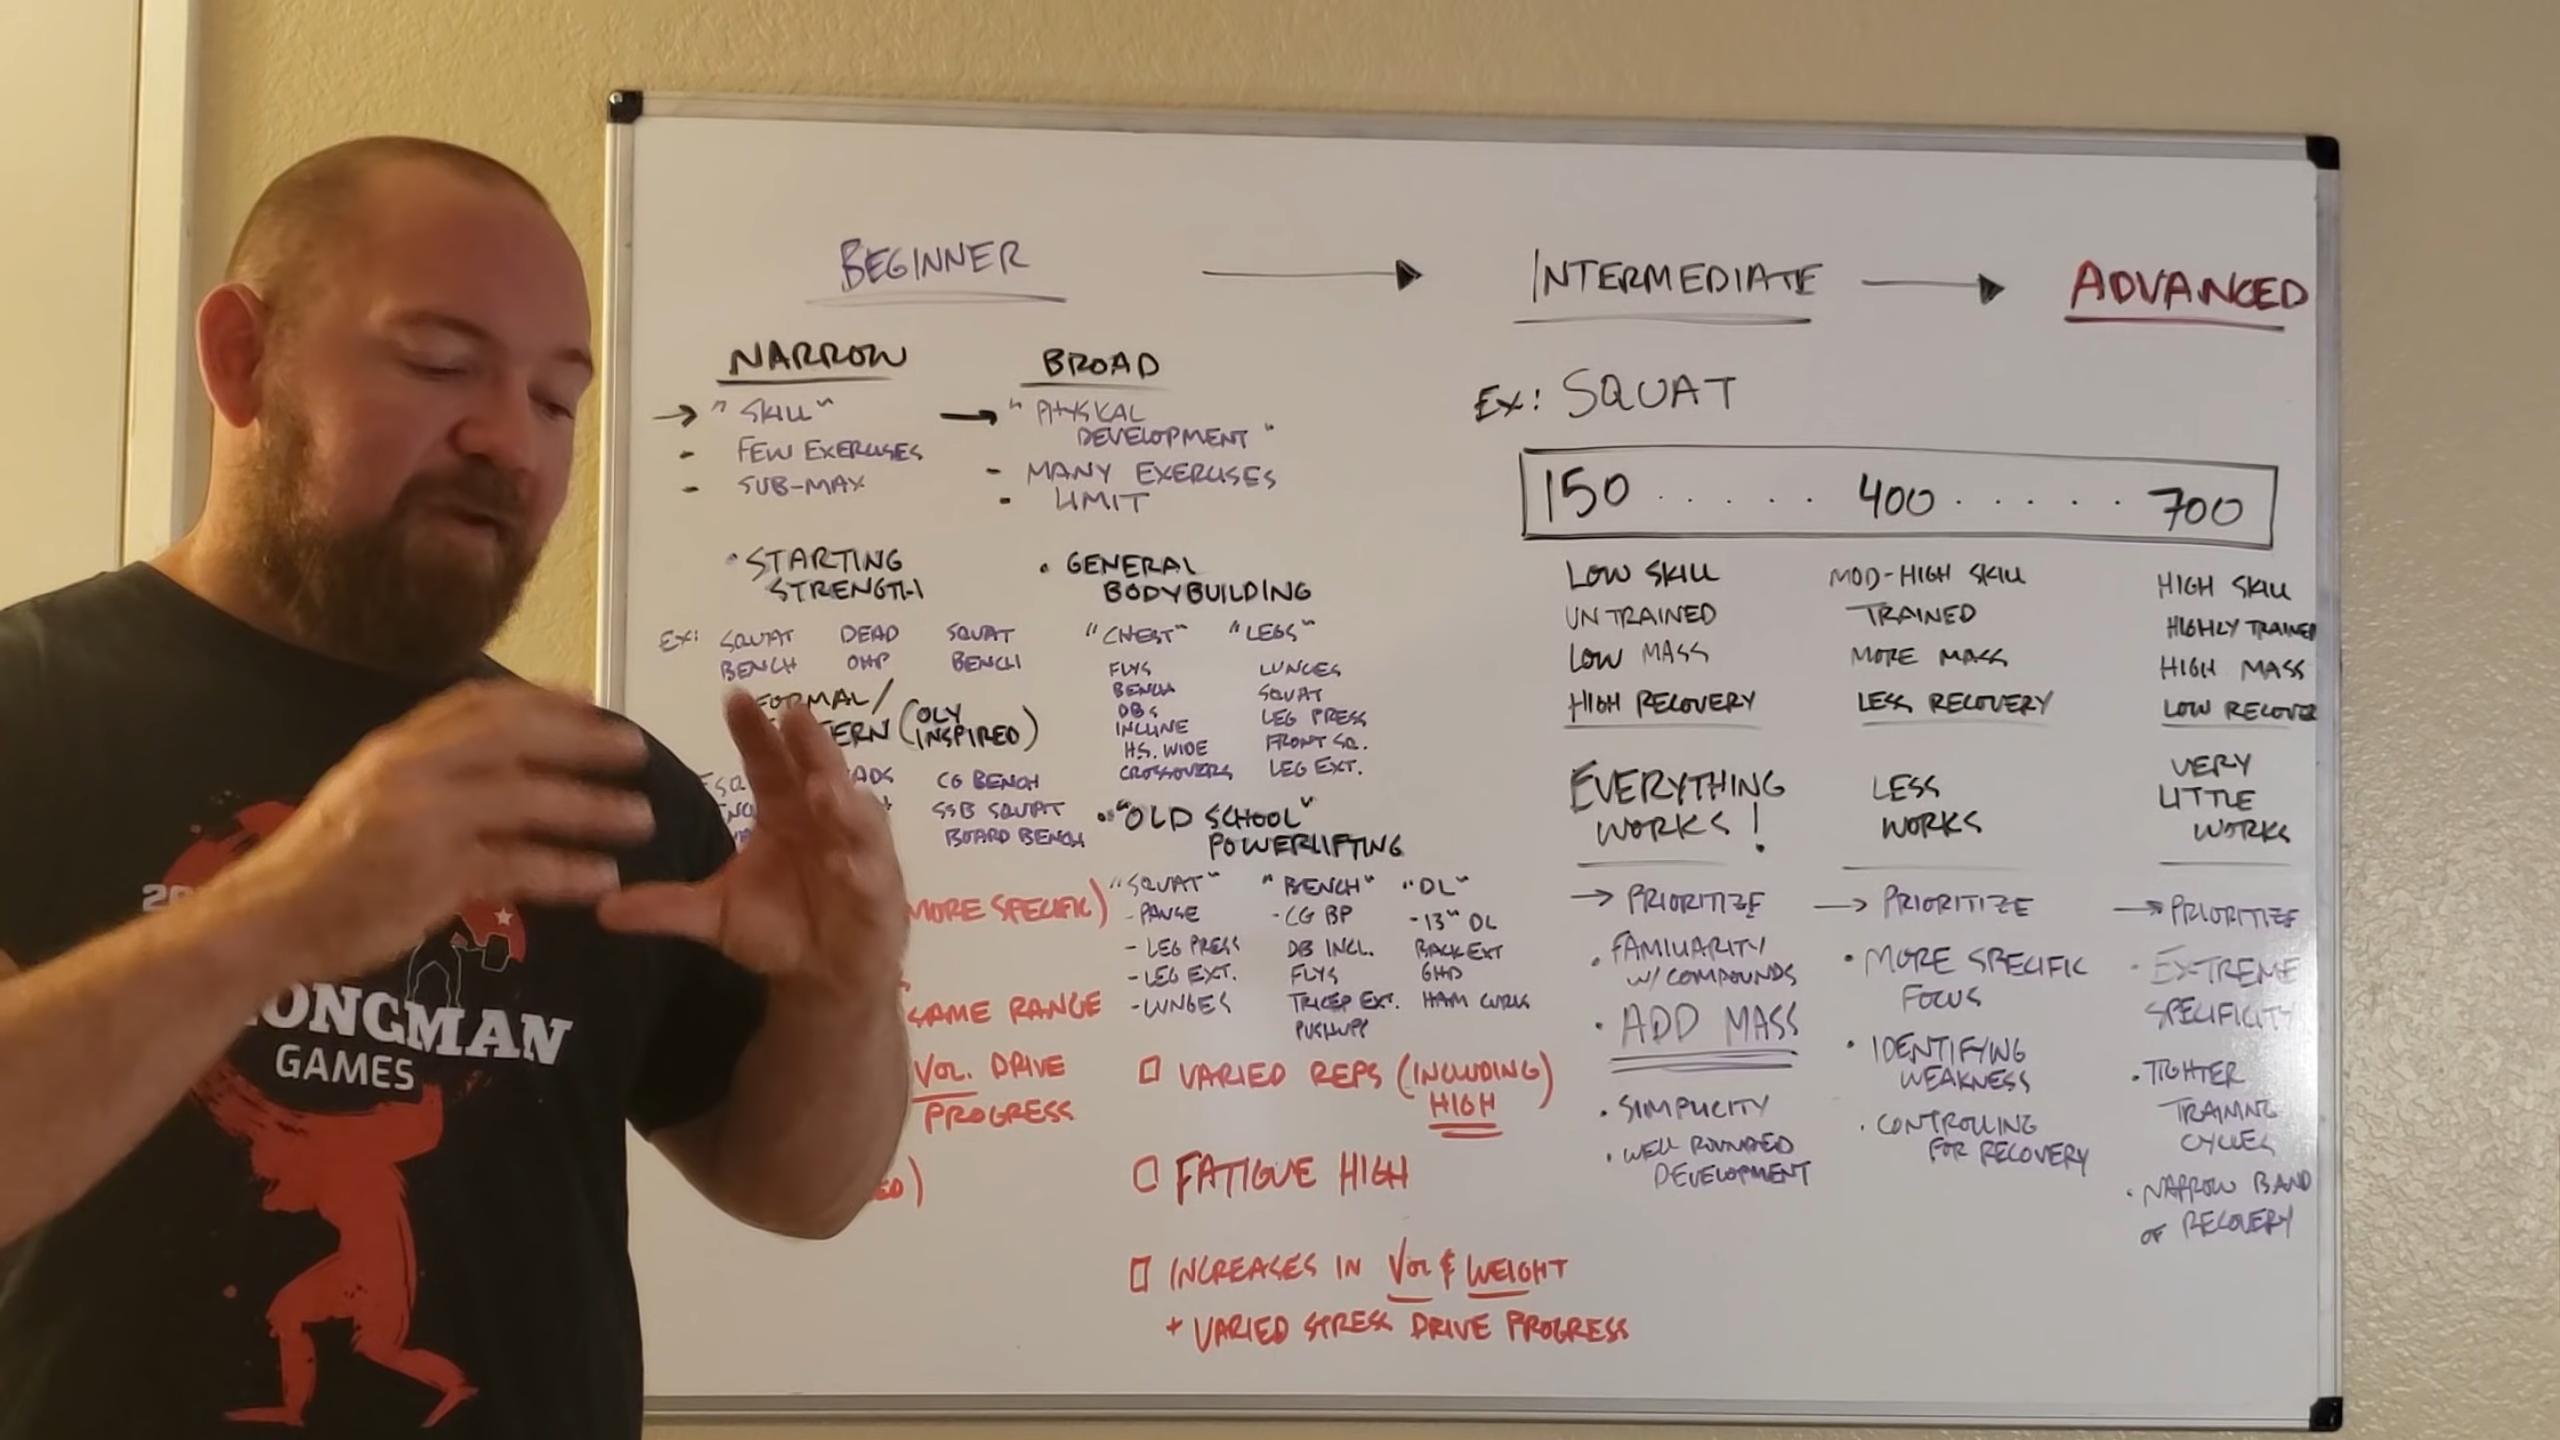 BEGINNER
INTERMEDIATE
ADVANCED
NARROW
"SKILL"
- FEW EXERCISES
- SUB-MAX
• STARTING
STRENGTH
EX: SQUAT DEAD SQUAT
BENCH OHP BENCH
FORMAL/
ERN (OLY
INSPIRED)
CG BENCH
SSB SQUAT
BOARD BENCH
MORE SPECIFIC)
SAME RANGE
VOL. DRIVE
PROGRESS
BROAD
"PHYSICAL
DEVELOPMENT"
- MANY EXERCISES
- LIMIT
• GENERAL
BODYBUILDING
"CHEST" "LEGS"
FLYS LUNGES
BENCH SQUAT
DBS LEG PRESS
INCLINE FRONT SQ.
H.S. WIDE LEG EXT.
CROSSOVERS
• "OLD SCHOOL"
POWERLIFTING
"SQUAT" "BENCH" "DL"
- PAUSE - CG BP - 13" DL
- LEG PRESS DB INCL. BACK EXT
- LEG EXT. FLYS GHD
- LUNGES TRICEP EXT. HAM CURLS
PUSHUPS
VARIED REPS (INCLUDING)
HIGH
FATIGUE HIGH
INCREASES IN VOL & WEIGHT
+ VARIED STRESS DRIVE PROGRESS
EX: SQUAT
150 . . . . . 400 . . . . . 700
LOW SKILL
UNTRAINED
LOW MASS
HIGH RECOVERY
EVERYTHING
WORKS!
→ PRIORITIZE
• FAMILIARITY
W/ COMPOUNDS
• ADD MASS
• SIMPLICITY
• WELL ROUNDED
DEVELOPMENT
MOD-HIGH SKILL
TRAINED
MORE MASS
LESS RECOVERY
LESS
WORKS
→ PRIORITIZE
• MORE SPECIFIC
FOCUS
• IDENTIFYING
WEAKNESS
• CONTROLLING
FOR RECOVERY
HIGH SKILL
HIGHLY TRAINED
HIGH MASS
LOW RECOVER
VERY
LITTLE
WORKS
→ PRIORITIZE
• EXTREME
SPECIFICITY
• TIGHTER
TRAINING
CYCLES
• NARROW BAND
OF RECOVERY
ONGMAN
GAMES